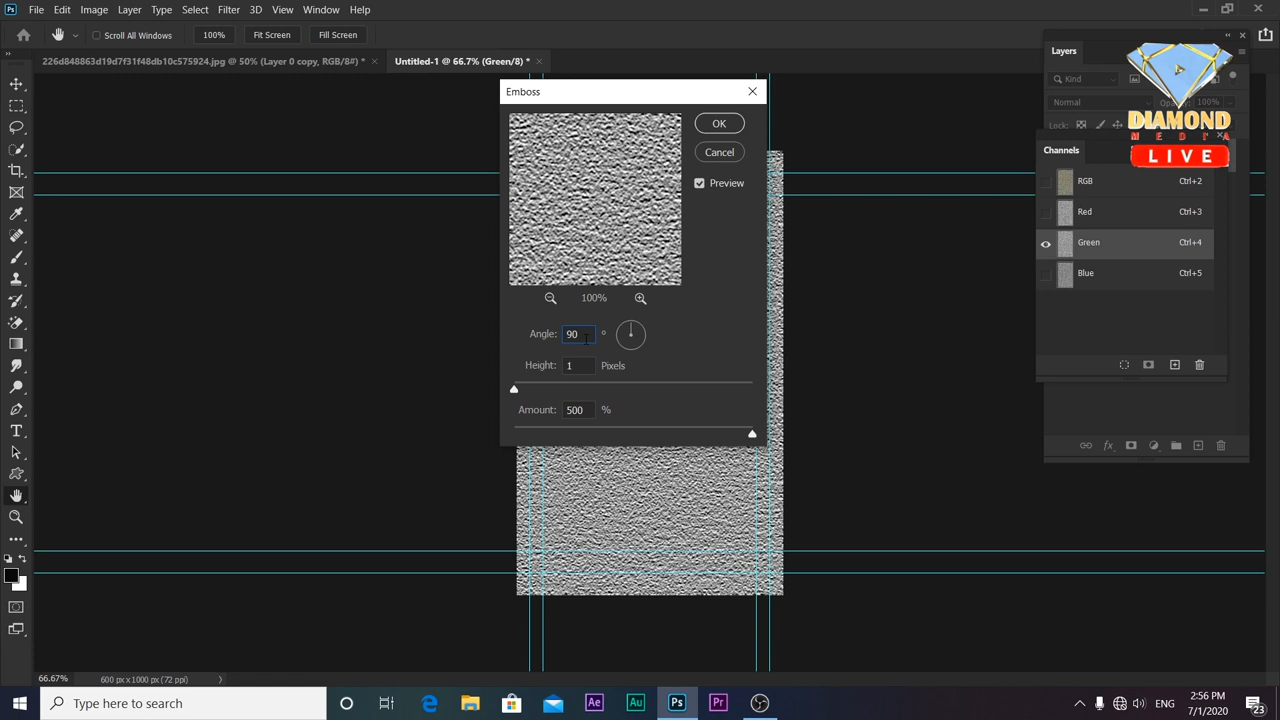 Ps File Edit Image Layer Type Select Filter 3D View Window Help
Scroll All Windows 100% Fit Screen Fill Screen
226d848863d19d7f31f48db10c575924.jpg @ 50% (Layer 0 copy, RGB/8#) * × Untitled-1 @ 66.7% (Green/8) * ×
Emboss
OK
Cancel
Preview
100%
Angle: 90 °
Height: 1 Pixels
Amount: 500 %
Layers
Kind
Normal Opacity: 100%
Lock:
DIAMOND
MEDIA
LIVE
Channels
RGB Ctrl+2
Red Ctrl+3
Green Ctrl+4
Blue Ctrl+5
fx
66.67% 600 px x 1000 px (72 ppi)
Type here to search
Ae Au Ps Pr
ENG
2:56 PM
7/1/2020
23